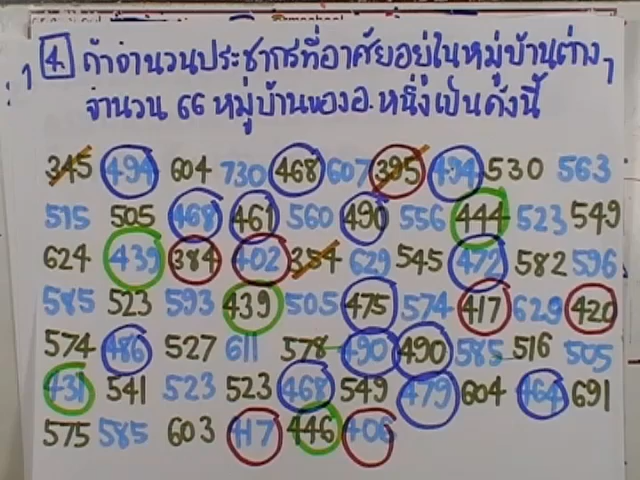 4. ถ้าจำนวนประชากรที่อาศัยอยู่ในหมู่บ้านต่างๆ
จำนวน 66 หมู่บ้านของอ.หนึ่งเป็นดังนี้
345 494 604 730 468 607 395 494 530 563
515 505 468 461 560 490 556 444 523 549
624 439 384 402 354 629 545 472 582 596
585 523 593 439 505 475 574 417 629 420
574 486 527 611 578 490 490 585 516 505
431 541 523 523 468 549 479 604 464 691
575 585 603 417 446 406